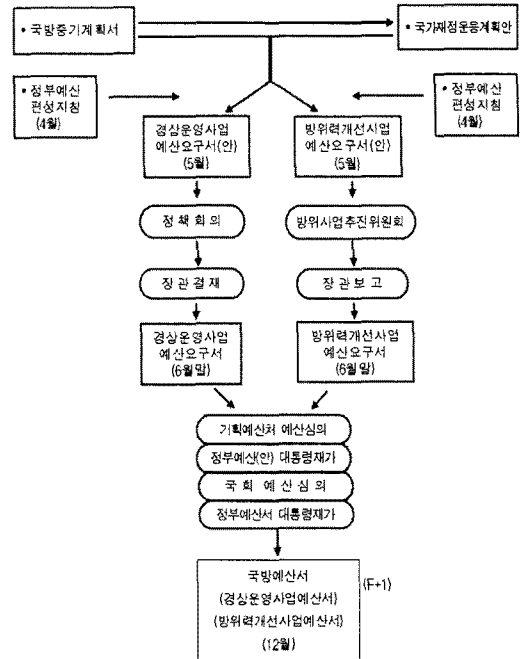 • 국방중기계획서
• 국가재정운용계획안
• 정부예산
편성지침
(4월)
• 정부예산
편성지침
(4월)
경상운영사업
예산요구서(안)
(5월)
방위력개선사업
예산요구서(안)
(5월)
정책회의
방위사업추진위원회
장관결재
장관보고
경상운영사업
예산요구서
(6월말)
방위력개선사업
예산요구서
(6월말)
기획예산처 예산심의
정부예산(안) 대통령재가
국회 예산심의
정부예산서 대통령재가
국방예산서
(경상운영사업예산서)
(방위력개선사업예산서)
(12월)
(F+1)